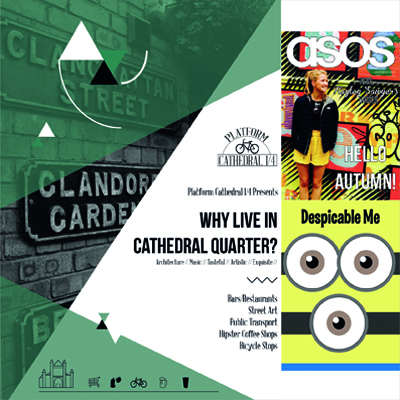 CLANDEBATTAN
STREET
CLANDORE
GARDEN
PLATFORM
CATHEDRAL 1/4
Platform Cathedral 1/4 Presents
WHY LIVE IN
CATHEDRAL QUARTER?
Architecture // Music // Tasteful // Artistic // Exquisite //
Bars/Restaurants
Street Art
Public Transport
Hipster Coffee Shops
Bicycle Stops
asos
HELLO
AUTUMN!
Despicable Me